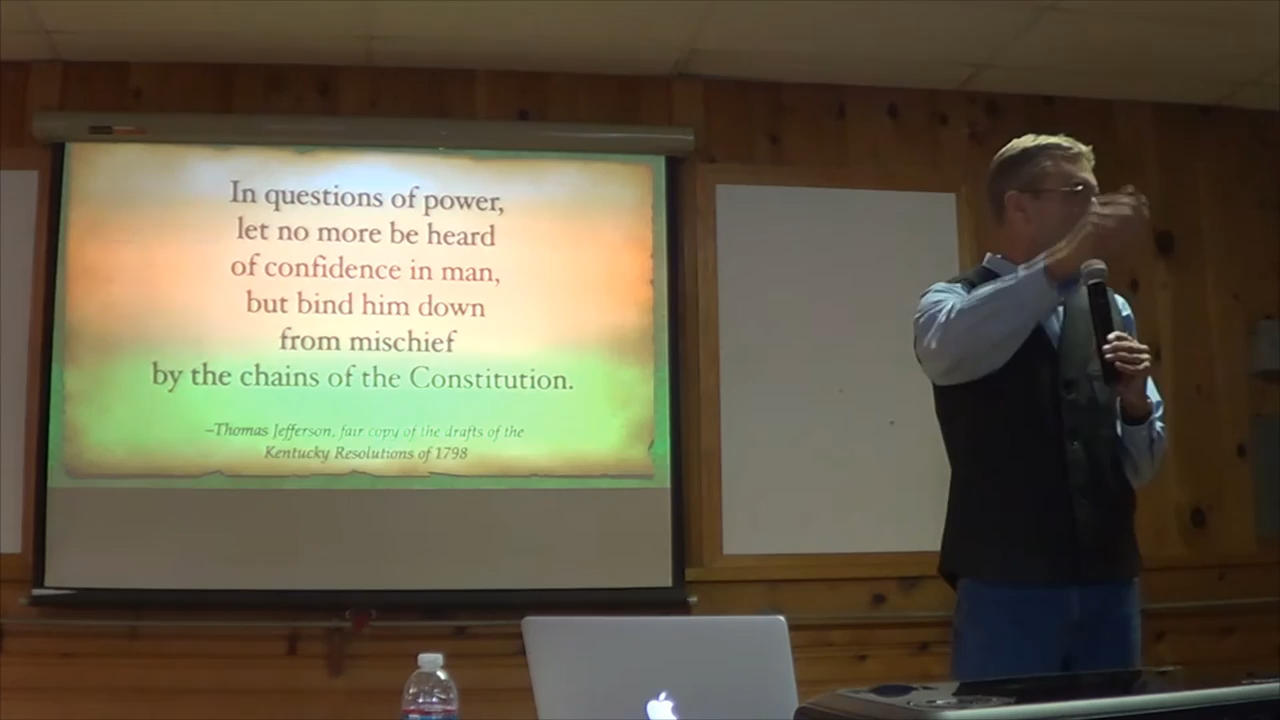 In questions of power,
let no more be heard
of confidence in man,
but bind him down
from mischief
by the chains of the Constitution.
–Thomas Jefferson, fair copy of the drafts of the
Kentucky Resolutions of 1798